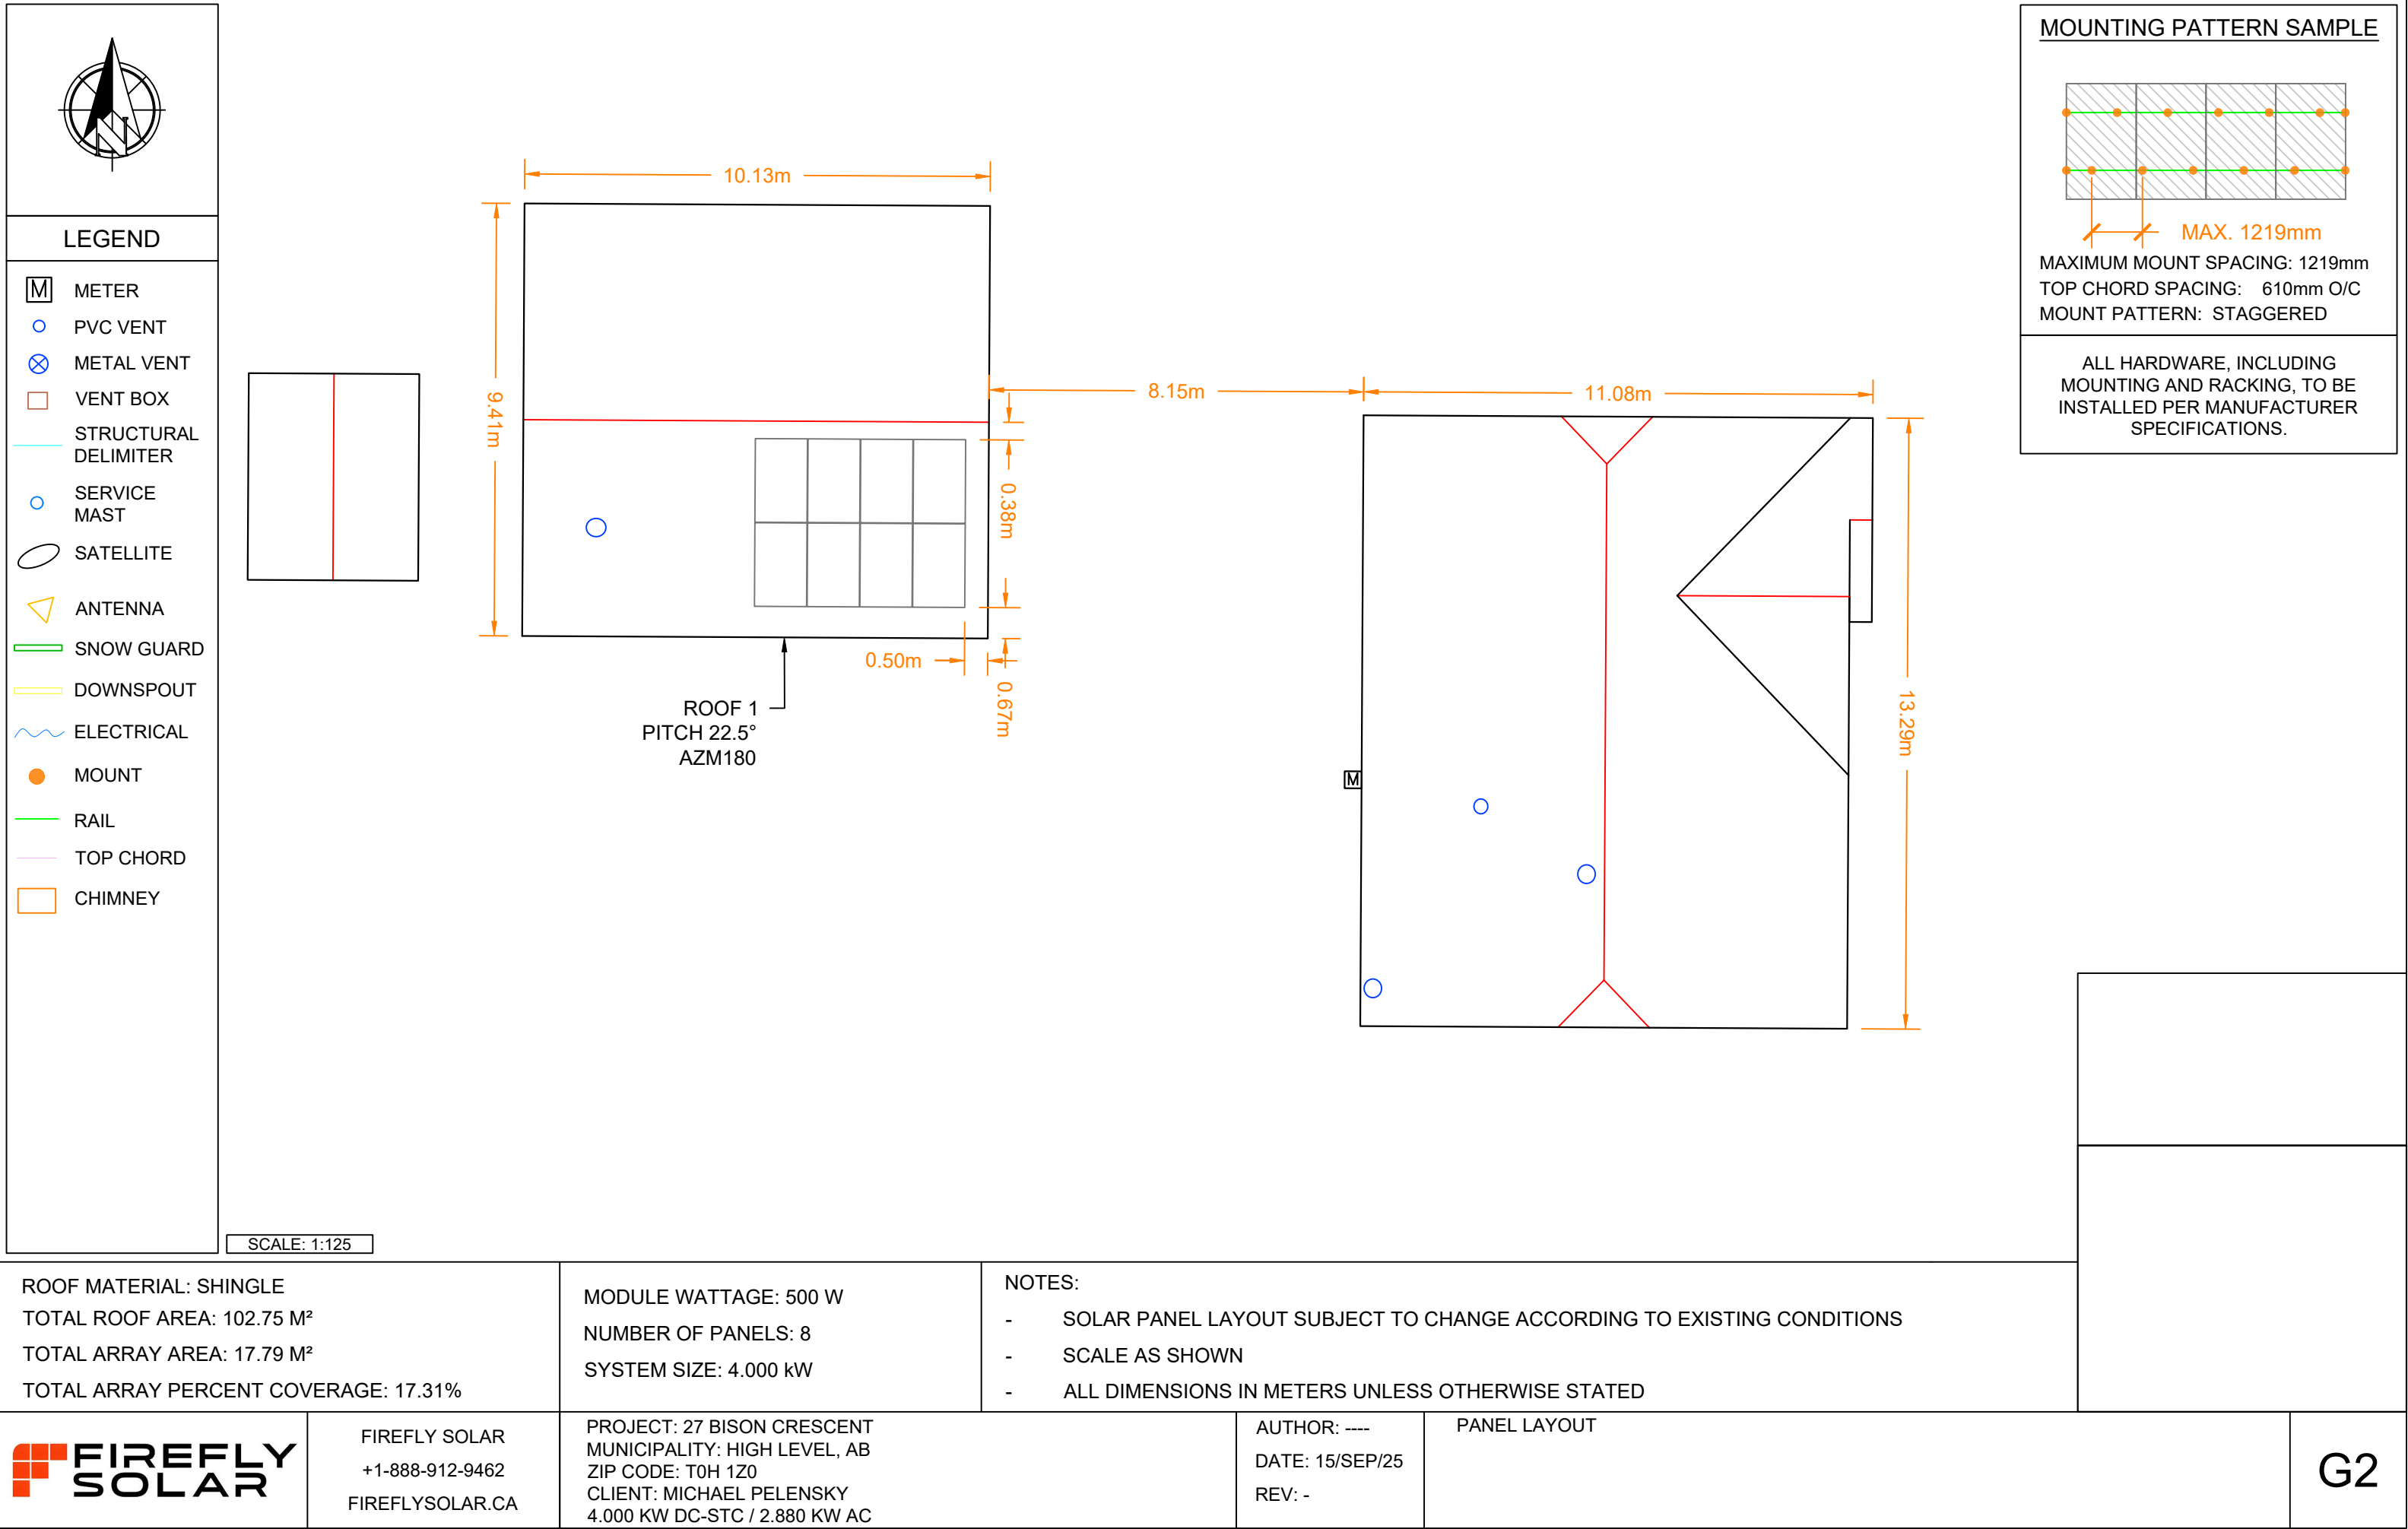 N
LEGEND
M METER
PVC VENT
METAL VENT
VENT BOX
STRUCTURAL
DELIMITER
SERVICE
MAST
SATELLITE
ANTENNA
SNOW GUARD
DOWNSPOUT
ELECTRICAL
MOUNT
RAIL
TOP CHORD
CHIMNEY
10.13m
9.41m
8.15m
11.08m
0.38m
0.50m
0.67m
13.29m
ROOF 1
PITCH 22.5°
AZM180
M
MOUNTING PATTERN SAMPLE
MAX. 1219mm
MAXIMUM MOUNT SPACING: 1219mm
TOP CHORD SPACING: 610mm O/C
MOUNT PATTERN: STAGGERED
ALL HARDWARE, INCLUDING
MOUNTING AND RACKING, TO BE
INSTALLED PER MANUFACTURER
SPECIFICATIONS.
SCALE: 1:125
ROOF MATERIAL: SHINGLE
TOTAL ROOF AREA: 102.75 M²
TOTAL ARRAY AREA: 17.79 M²
TOTAL ARRAY PERCENT COVERAGE: 17.31%
MODULE WATTAGE: 500 W
NUMBER OF PANELS: 8
SYSTEM SIZE: 4.000 kW
NOTES:
- SOLAR PANEL LAYOUT SUBJECT TO CHANGE ACCORDING TO EXISTING CONDITIONS
- SCALE AS SHOWN
- ALL DIMENSIONS IN METERS UNLESS OTHERWISE STATED
FIREFLY
SOLAR
FIREFLY SOLAR
+1-888-912-9462
FIREFLYSOLAR.CA
PROJECT: 27 BISON CRESCENT
MUNICIPALITY: HIGH LEVEL, AB
ZIP CODE: T0H 1Z0
CLIENT: MICHAEL PELENSKY
4.000 KW DC-STC / 2.880 KW AC
AUTHOR: ----
DATE: 15/SEP/25
REV: -
PANEL LAYOUT
G2